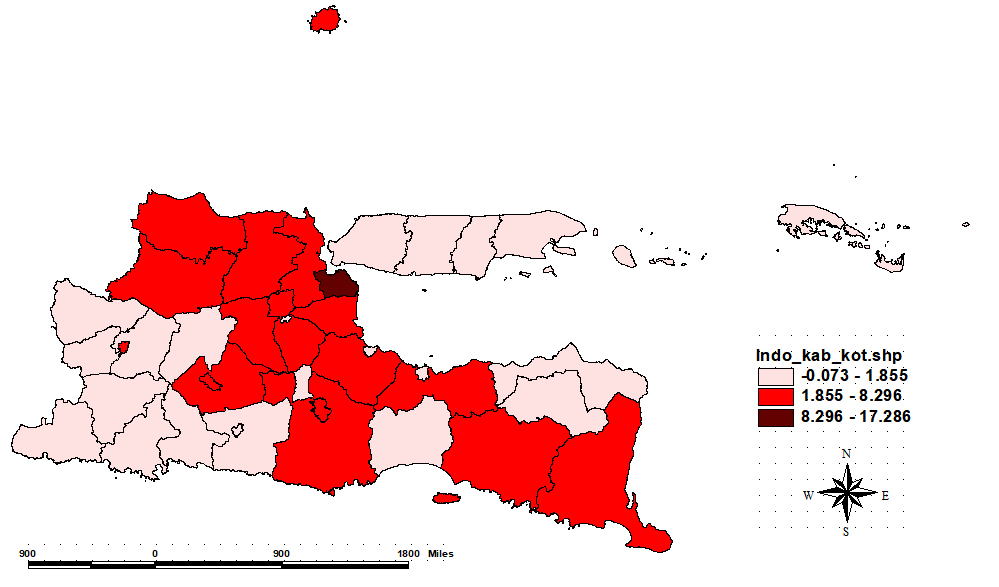 Indo_kab_kot.shp
-0.073 - 1.855
1.855 - 8.296
8.296 - 17.286
N
W E
S
900 0 900 1800 Miles